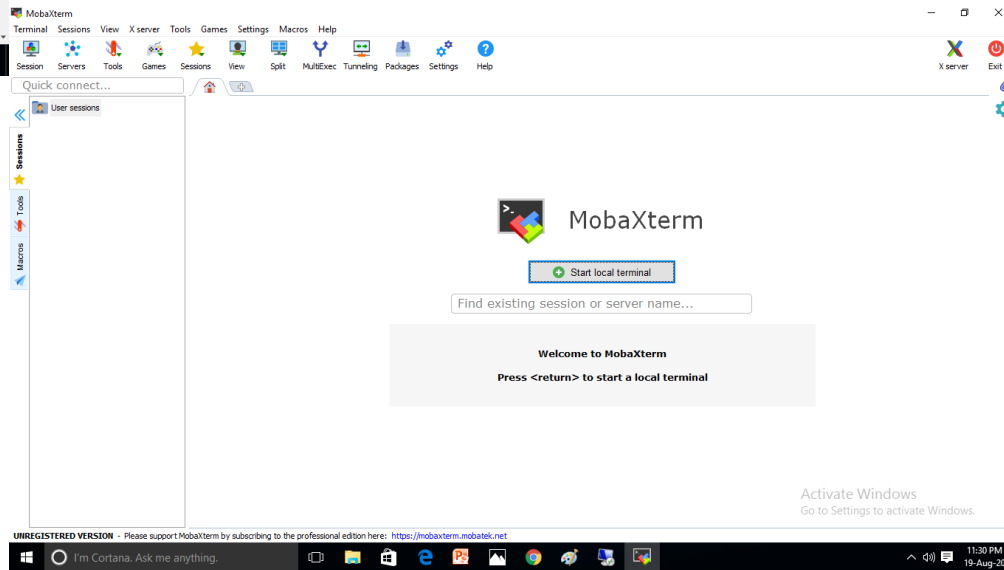 MobaXterm
Terminal Sessions View X server Tools Games Settings Macros Help
Session Servers Tools Games Sessions View Split MultiExec Tunneling Packages Settings Help X server Exit
Quick connect...
User sessions
Sessions
Tools
Macros
>_
MobaXterm
Start local terminal
Find existing session or server name...
Welcome to MobaXterm
Press <return> to start a local terminal
Activate Windows
Go to Settings to activate Windows.
UNREGISTERED VERSION - Please support MobaXterm by subscribing to the professional edition here: https://mobaxterm.mobatek.net
I'm Cortana. Ask me anything.
11:30 PM
19-Aug-20